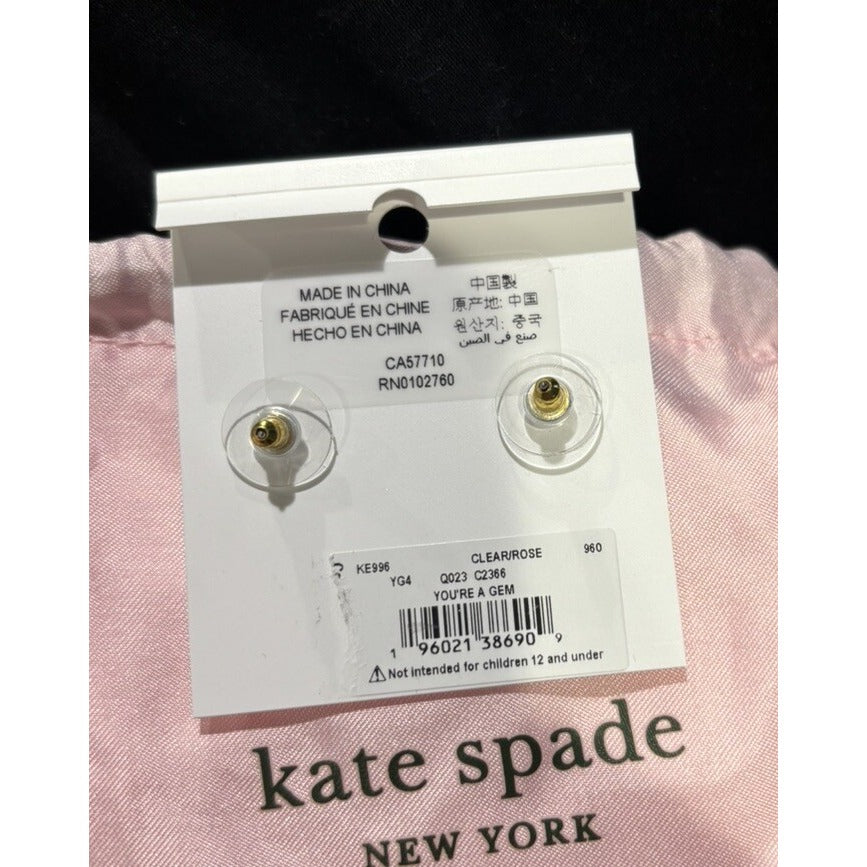 MADE IN CHINA
FABRIQUÉ EN CHINE
HECHO EN CHINA
中国製
原产地: 中国
원산지: 중국
صنع في الصين
CA57710
RN0102760
KE996 CLEAR/ROSE 960
YG4 Q023 C2366
YOU'RE A GEM
1 96021 38690 9
Not intended for children 12 and under
kate spade
NEW YORK